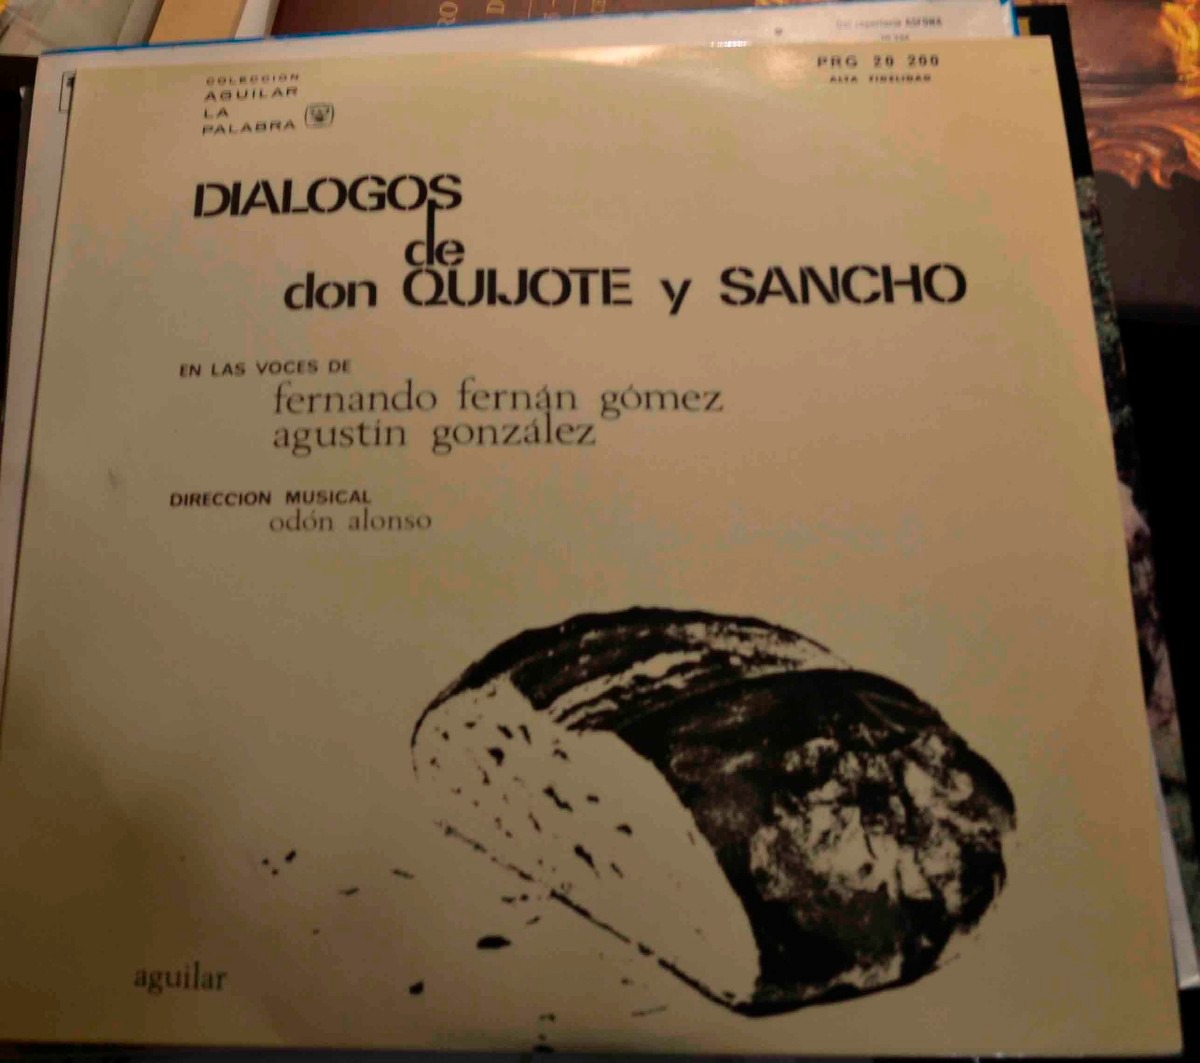 COLECCION
AGUILAR
LA
PALABRA
PRG 20 200
ALTA FIDELIDAD
DIALOGOS
de
don QUIJOTE y SANCHO
EN LAS VOCES DE
fernando fernán gómez
agustín gonzález
DIRECCION MUSICAL
odón alonso
aguilar